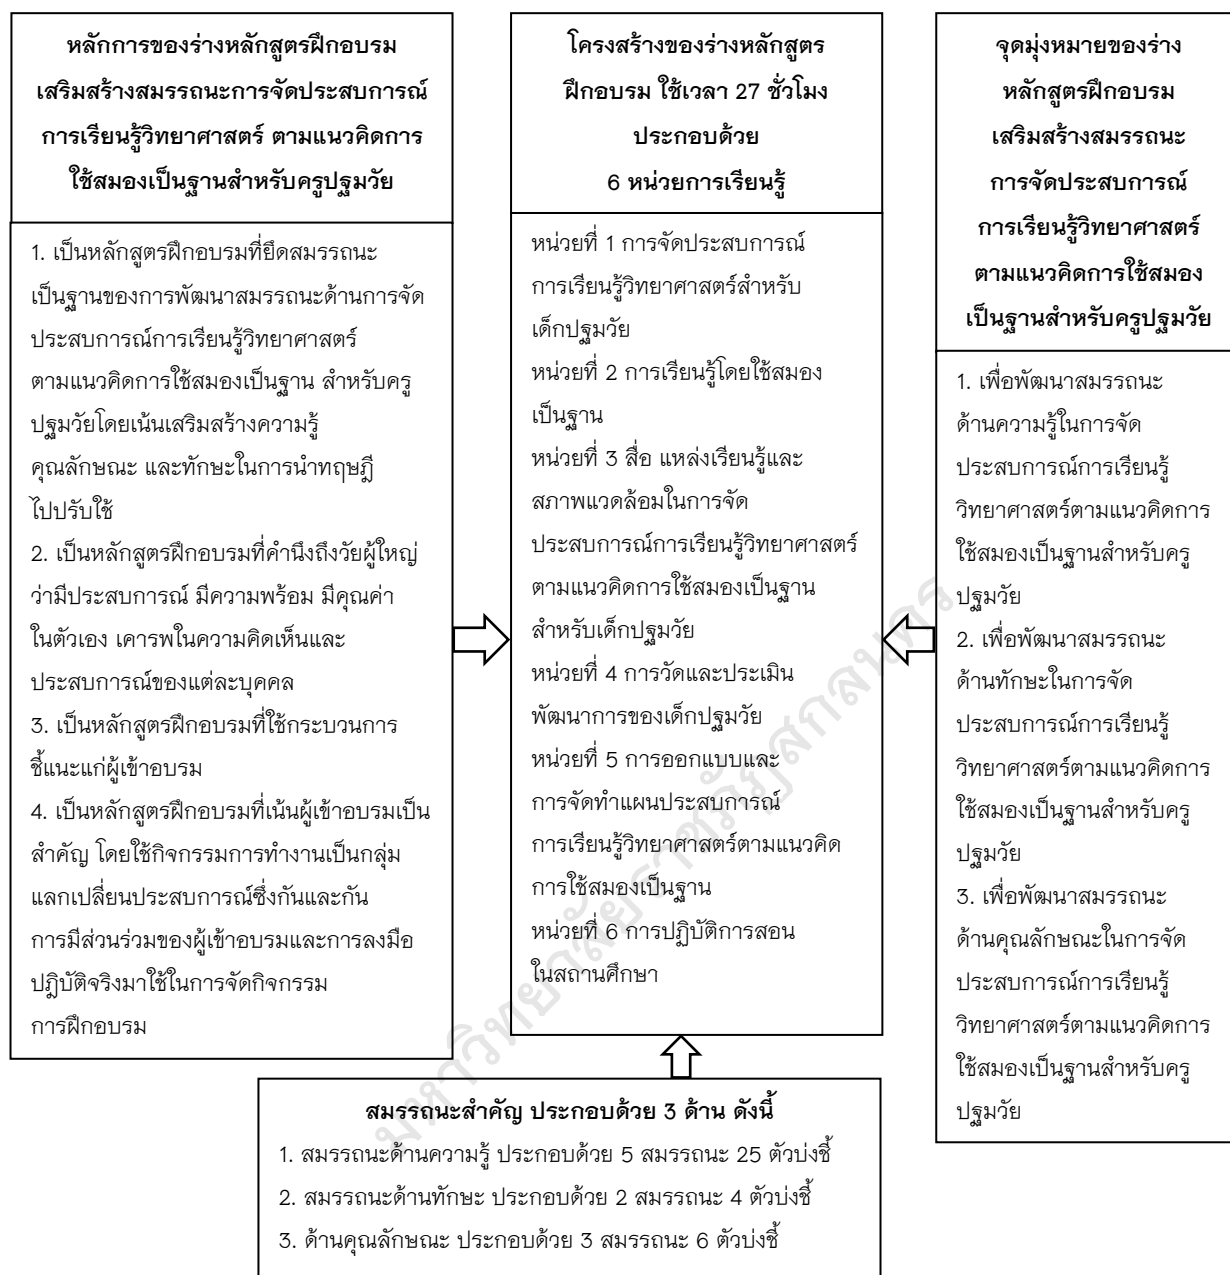 หลักการของร่างหลักสูตรฝึกอบรม
เสริมสร้างสมรรถนะการจัดประสบการณ์
การเรียนรู้วิทยาศาสตร์ ตามแนวคิดการ
ใช้สมองเป็นฐานสำหรับครูปฐมวัย
1. เป็นหลักสูตรฝึกอบรมที่ยึดสมรรถนะ
เป็นฐานของการพัฒนาสมรรถนะด้านการจัด
ประสบการณ์การเรียนรู้วิทยาศาสตร์
ตามแนวคิดการใช้สมองเป็นฐาน สำหรับครู
ปฐมวัยโดยเน้นเสริมสร้างความรู้
คุณลักษณะ และทักษะในการนำทฤษฎี
ไปปรับใช้
2. เป็นหลักสูตรฝึกอบรมที่คำนึงถึงวัยผู้ใหญ่
ว่ามีประสบการณ์ มีความพร้อม มีคุณค่า
ในตัวเอง เคารพในความคิดเห็นและ
ประสบการณ์ของแต่ละบุคคล
3. เป็นหลักสูตรฝึกอบรมที่ใช้กระบวนการ
ชี้แนะแก่ผู้เข้าอบรม
4. เป็นหลักสูตรฝึกอบรมที่เน้นผู้เข้าอบรมเป็น
สำคัญ โดยใช้กิจกรรมการทำงานเป็นกลุ่ม
แลกเปลี่ยนประสบการณ์ซึ่งกันและกัน
การมีส่วนร่วมของผู้เข้าอบรมและการลงมือ
ปฏิบัติจริงมาใช้ในการจัดกิจกรรม
การฝึกอบรม
โครงสร้างของร่างหลักสูตร
ฝึกอบรม ใช้เวลา 27 ชั่วโมง
ประกอบด้วย
6 หน่วยการเรียนรู้
หน่วยที่ 1 การจัดประสบการณ์
การเรียนรู้วิทยาศาสตร์สำหรับ
เด็กปฐมวัย
หน่วยที่ 2 การเรียนรู้โดยใช้สมอง
เป็นฐาน
หน่วยที่ 3 สื่อ แหล่งเรียนรู้และ
สภาพแวดล้อมในการจัด
ประสบการณ์การเรียนรู้วิทยาศาสตร์
ตามแนวคิดการใช้สมองเป็นฐาน
สำหรับเด็กปฐมวัย
หน่วยที่ 4 การวัดและประเมิน
พัฒนาการของเด็กปฐมวัย
หน่วยที่ 5 การออกแบบและ
การจัดทำแผนประสบการณ์
การเรียนรู้วิทยาศาสตร์ตามแนวคิด
การใช้สมองเป็นฐาน
หน่วยที่ 6 การปฏิบัติการสอน
ในสถานศึกษา
จุดมุ่งหมายของร่าง
หลักสูตรฝึกอบรม
เสริมสร้างสมรรถนะ
การจัดประสบการณ์
การเรียนรู้วิทยาศาสตร์
ตามแนวคิดการใช้สมอง
เป็นฐานสำหรับครูปฐมวัย
1. เพื่อพัฒนาสมรรถนะ
ด้านความรู้ในการจัด
ประสบการณ์การเรียนรู้
วิทยาศาสตร์ตามแนวคิดการ
ใช้สมองเป็นฐานสำหรับครู
ปฐมวัย
2. เพื่อพัฒนาสมรรถนะ
ด้านทักษะในการจัด
ประสบการณ์การเรียนรู้
วิทยาศาสตร์ตามแนวคิดการ
ใช้สมองเป็นฐานสำหรับครู
ปฐมวัย
3. เพื่อพัฒนาสมรรถนะ
ด้านคุณลักษณะในการจัด
ประสบการณ์การเรียนรู้
วิทยาศาสตร์ตามแนวคิดการ
ใช้สมองเป็นฐานสำหรับครู
ปฐมวัย
สมรรถนะสำคัญ ประกอบด้วย 3 ด้าน ดังนี้
1. สมรรถนะด้านความรู้ ประกอบด้วย 5 สมรรถนะ 25 ตัวบ่งชี้
2. สมรรถนะด้านทักษะ ประกอบด้วย 2 สมรรถนะ 4 ตัวบ่งชี้
3. ด้านคุณลักษณะ ประกอบด้วย 3 สมรรถนะ 6 ตัวบ่งชี้
มหาวิทยาลัยราชภัฏสกลนคร